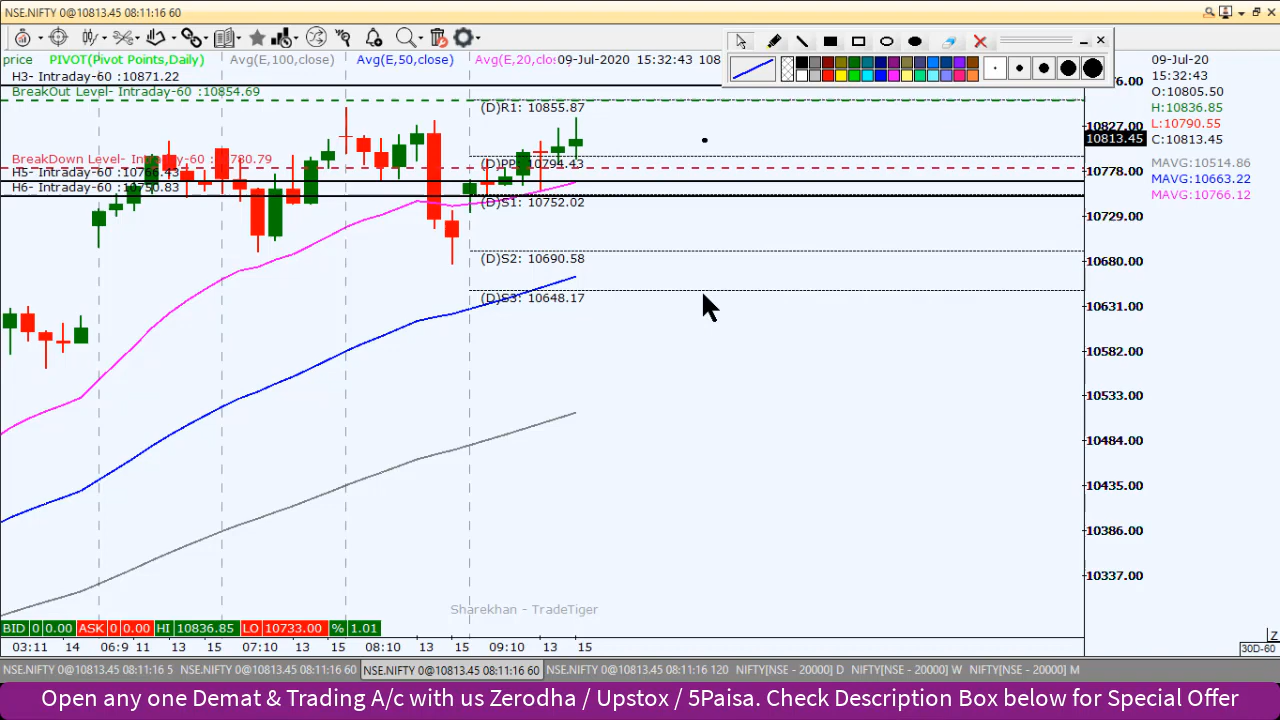 NSE.NIFTY 0@10813.45 08:11:16 60
price PIVOT(Pivot Points,Daily) Avg(E,100,close) Avg(E,50,close) Avg(E,20,clos 09-Jul-2020 15:32:43 108
H3- Intraday-60 :10871.22
BreakOut Level- Intraday-60 :10854.69
(D)R1: 10855.87
BreakDown Level- Intraday-60 :10780.79
(D)PP: 10794.43
H5- Intraday-60 :10766.43
H6- Intraday-60 :10750.83
(D)S1: 10752.02
(D)S2: 10690.58
(D)S3: 10648.17
76.00
10827.00
10813.45
10778.00
10729.00
10680.00
10631.00
10582.00
10533.00
10484.00
10435.00
10386.00
10337.00
09-Jul-20
15:32:43
O:10805.50
H:10836.85
L:10790.55
C:10813.45
MAVG:10514.86
MAVG:10663.22
MAVG:10766.12
Sharekhan - TradeTiger
BID 0 0.00 ASK 0 0.00 HI 10836.85 LO 10733.00 % 1.01
03:11 14 06:9 11 13 15 07:10 13 15 08:10 13 15 09:10 13 15
Z
30D-60
NSE.NIFTY 0@10813.45 08:11:16 5 NSE.NIFTY 0@10813.45 08:11:16 60 NSE.NIFTY 0@10813.45 08:11:16 60 NSE.NIFTY 0@10813.45 08:11:16 120 NIFTY[NSE - 20000] D NIFTY[NSE - 20000] W NIFTY[NSE - 20000] M
Open any one Demat & Trading A/c with us Zerodha / Upstox / 5Paisa. Check Description Box below for Special Offer